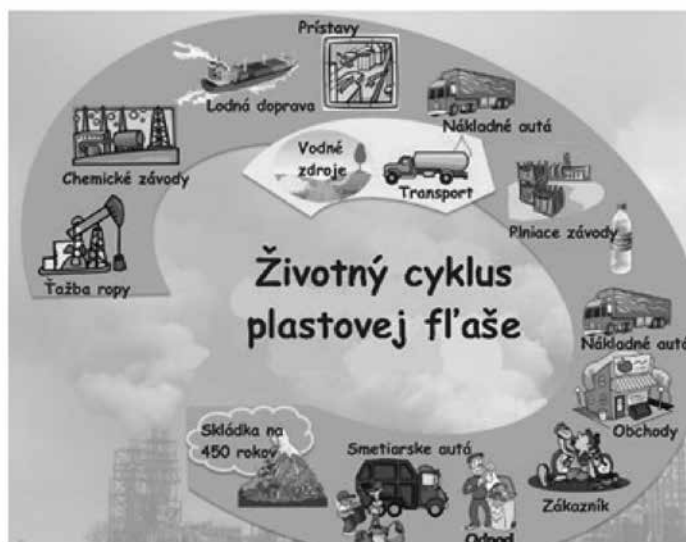 Prístavy
Lodná doprava
Nákladné autá
Chemické závody
Vodné
zdroje
Transport
Plniace závody
Ťažba ropy
Životný cyklus
plastovej fľaše
Nákladné autá
Obchody
Skládka na
450 rokov
Smetiarske autá
Zákazník
Odpad